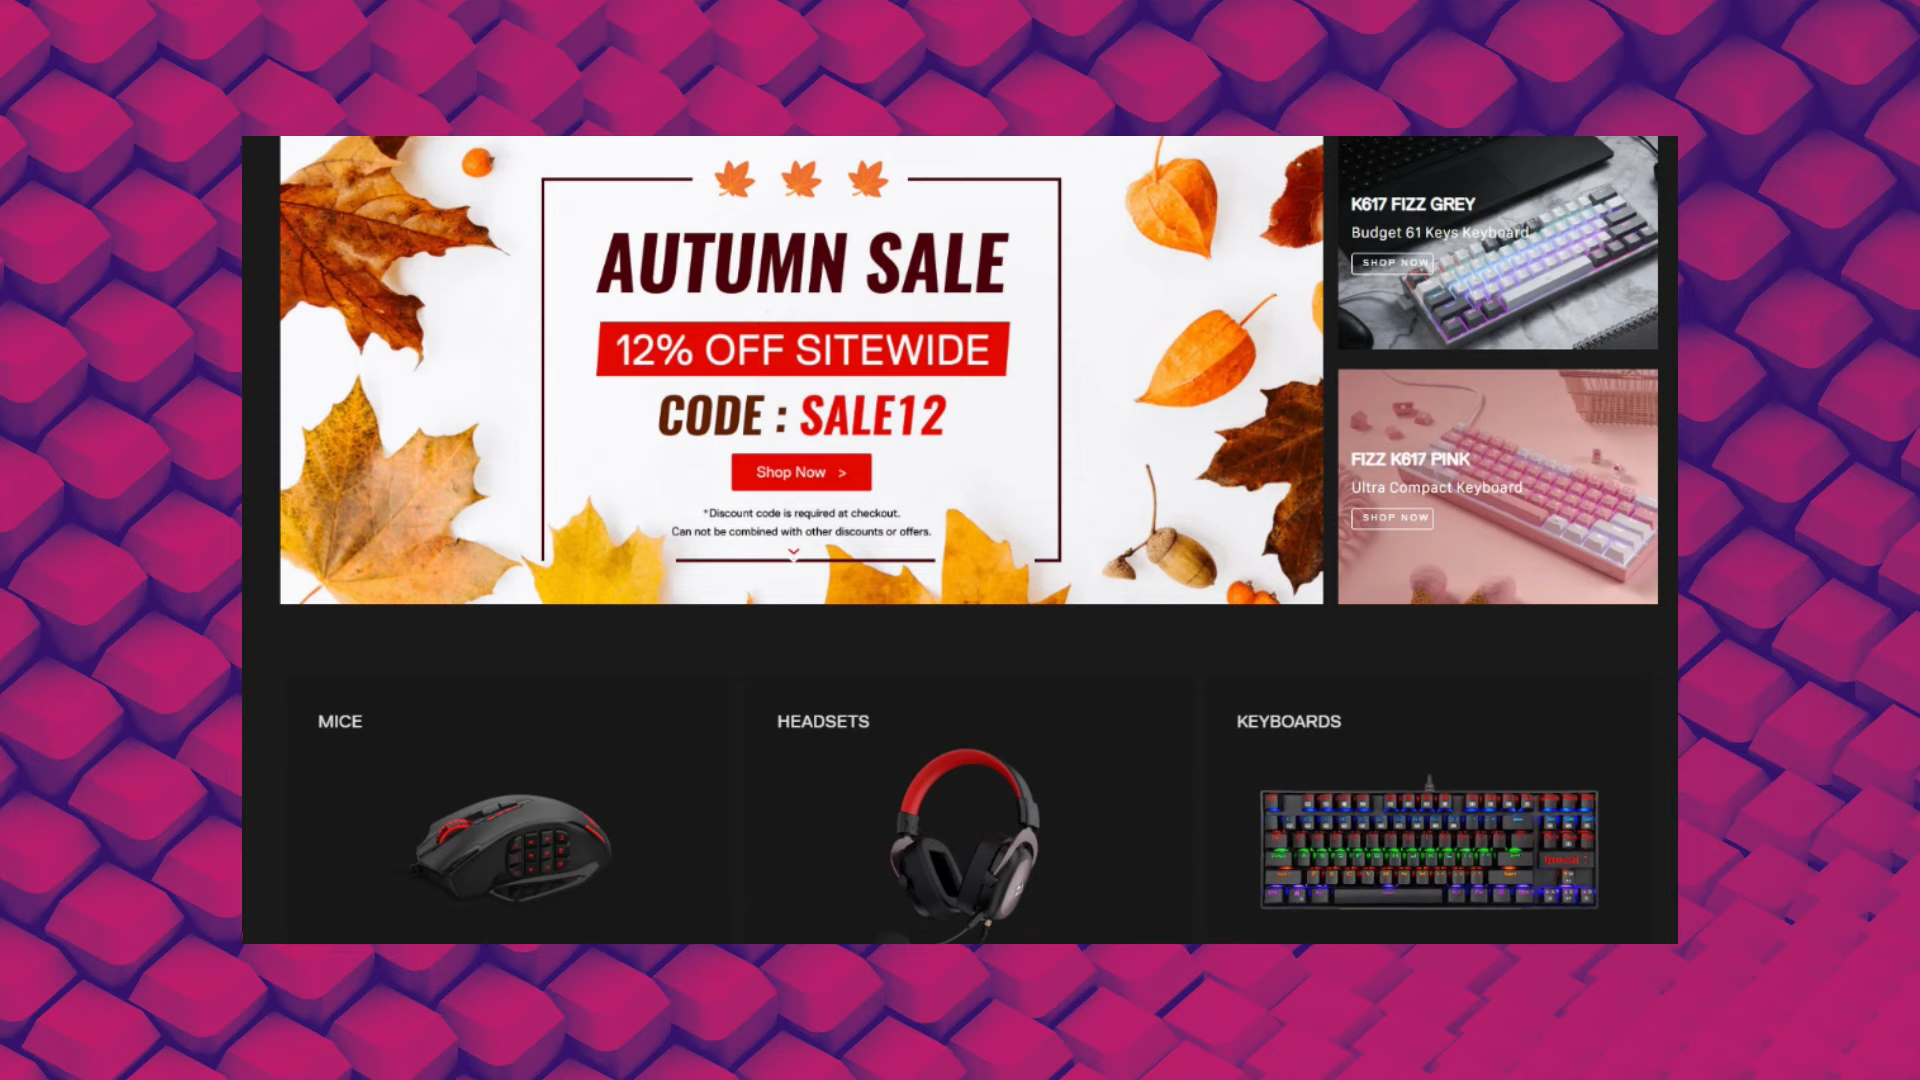 AUTUMN SALE
12% OFF SITEWIDE
CODE : SALE12
Shop Now >
*Discount code is required at checkout.
Can not be combined with other discounts or offers.
K617 FIZZ GREY
Budget 61 Keys Keyboard
SHOP NOW
FIZZ K617 PINK
Ultra Compact Keyboard
SHOP NOW
MICE
HEADSETS
KEYBOARDS